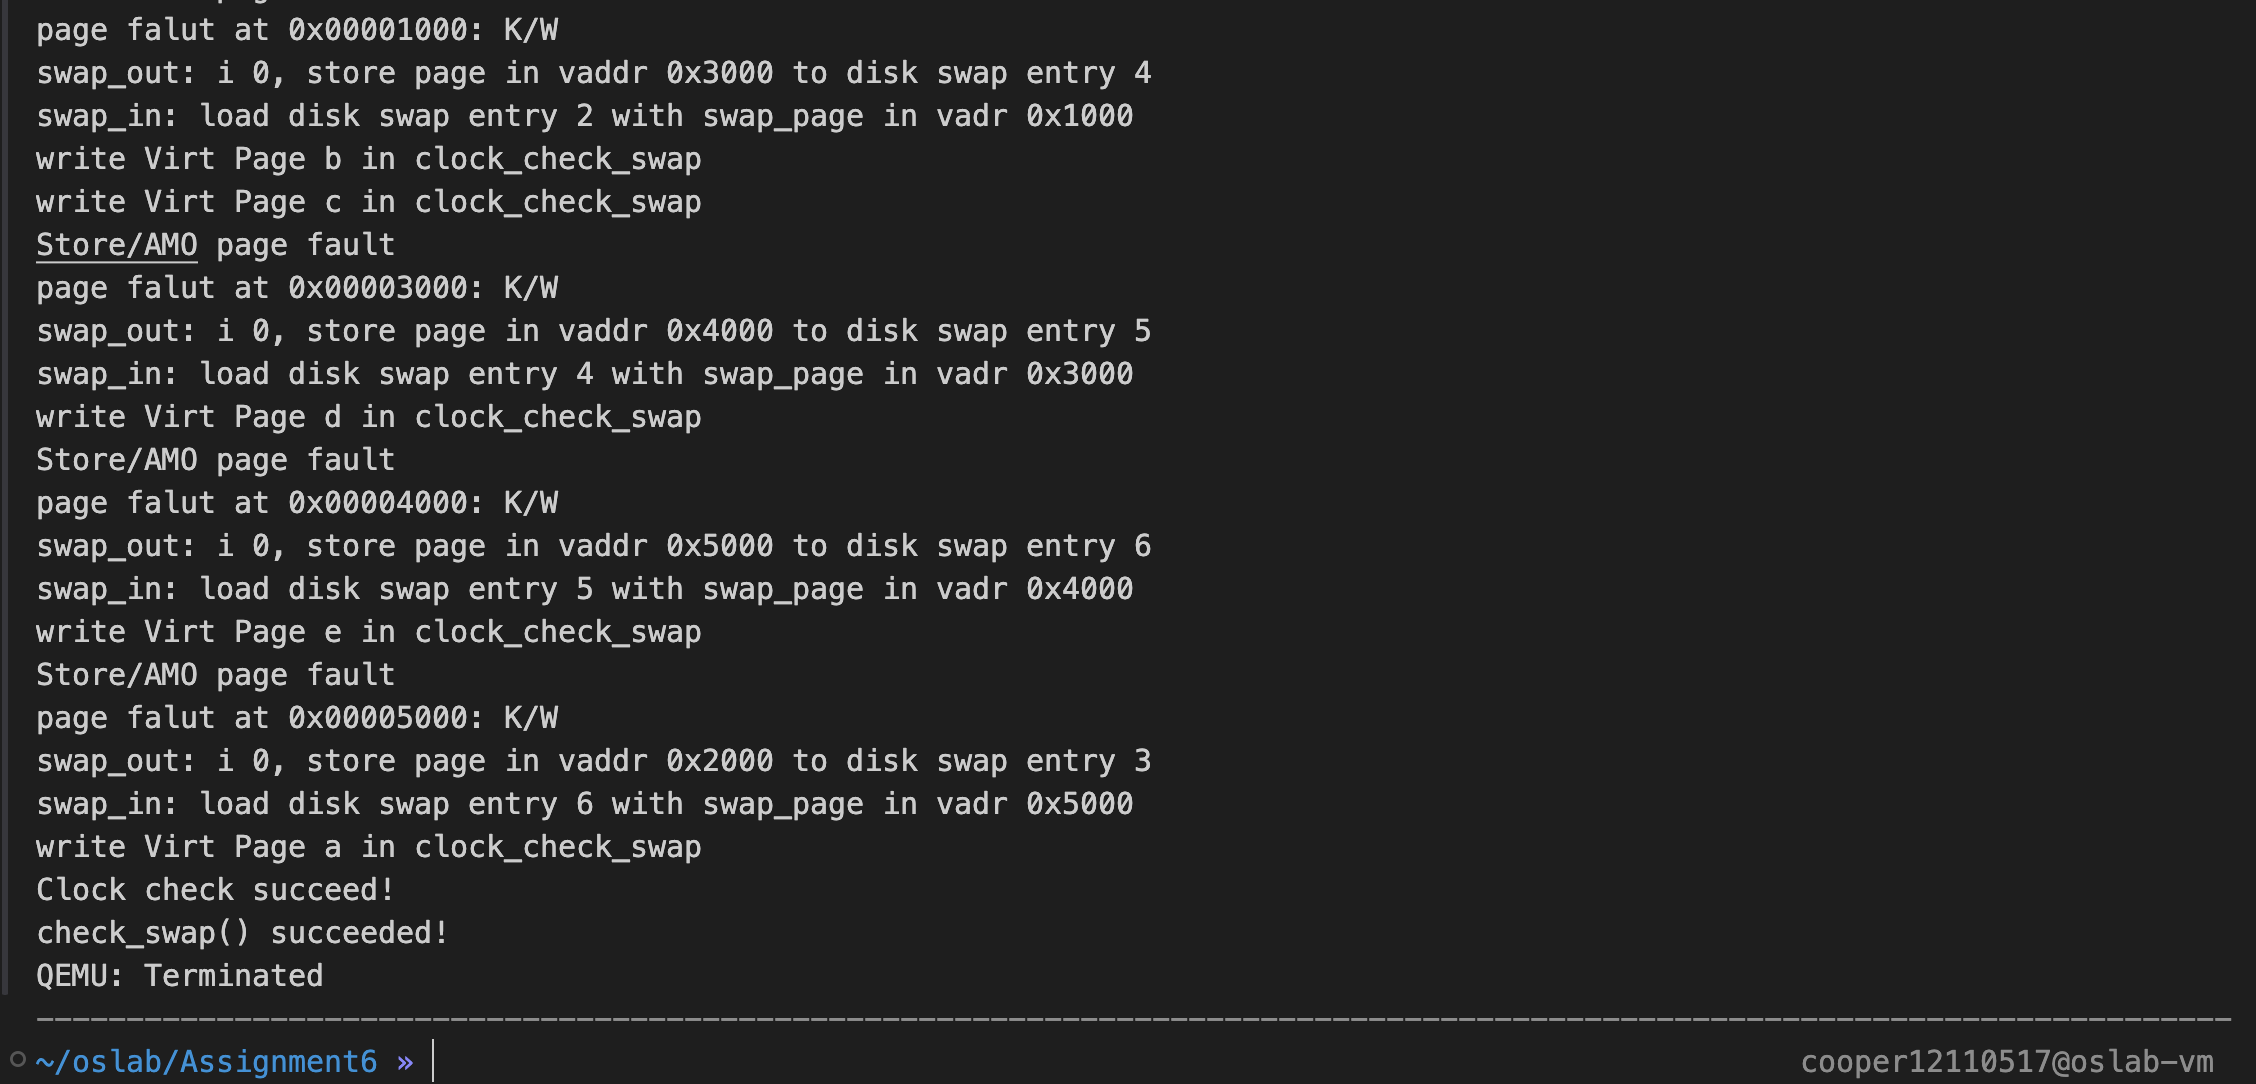 page falut at 0x00001000: K/W
swap_out: i 0, store page in vaddr 0x3000 to disk swap entry 4
swap_in: load disk swap entry 2 with swap_page in vadr 0x1000
write Virt Page b in clock_check_swap
write Virt Page c in clock_check_swap
Store/AMO page fault
page falut at 0x00003000: K/W
swap_out: i 0, store page in vaddr 0x4000 to disk swap entry 5
swap_in: load disk swap entry 4 with swap_page in vadr 0x3000
write Virt Page d in clock_check_swap
Store/AMO page fault
page falut at 0x00004000: K/W
swap_out: i 0, store page in vaddr 0x5000 to disk swap entry 6
swap_in: load disk swap entry 5 with swap_page in vadr 0x4000
write Virt Page e in clock_check_swap
Store/AMO page fault
page falut at 0x00005000: K/W
swap_out: i 0, store page in vaddr 0x2000 to disk swap entry 3
swap_in: load disk swap entry 6 with swap_page in vadr 0x5000
write Virt Page a in clock_check_swap
Clock check succeed!
check_swap() succeeded!
QEMU: Terminated
~/oslab/Assignment6 » cooper12110517@oslab-vm